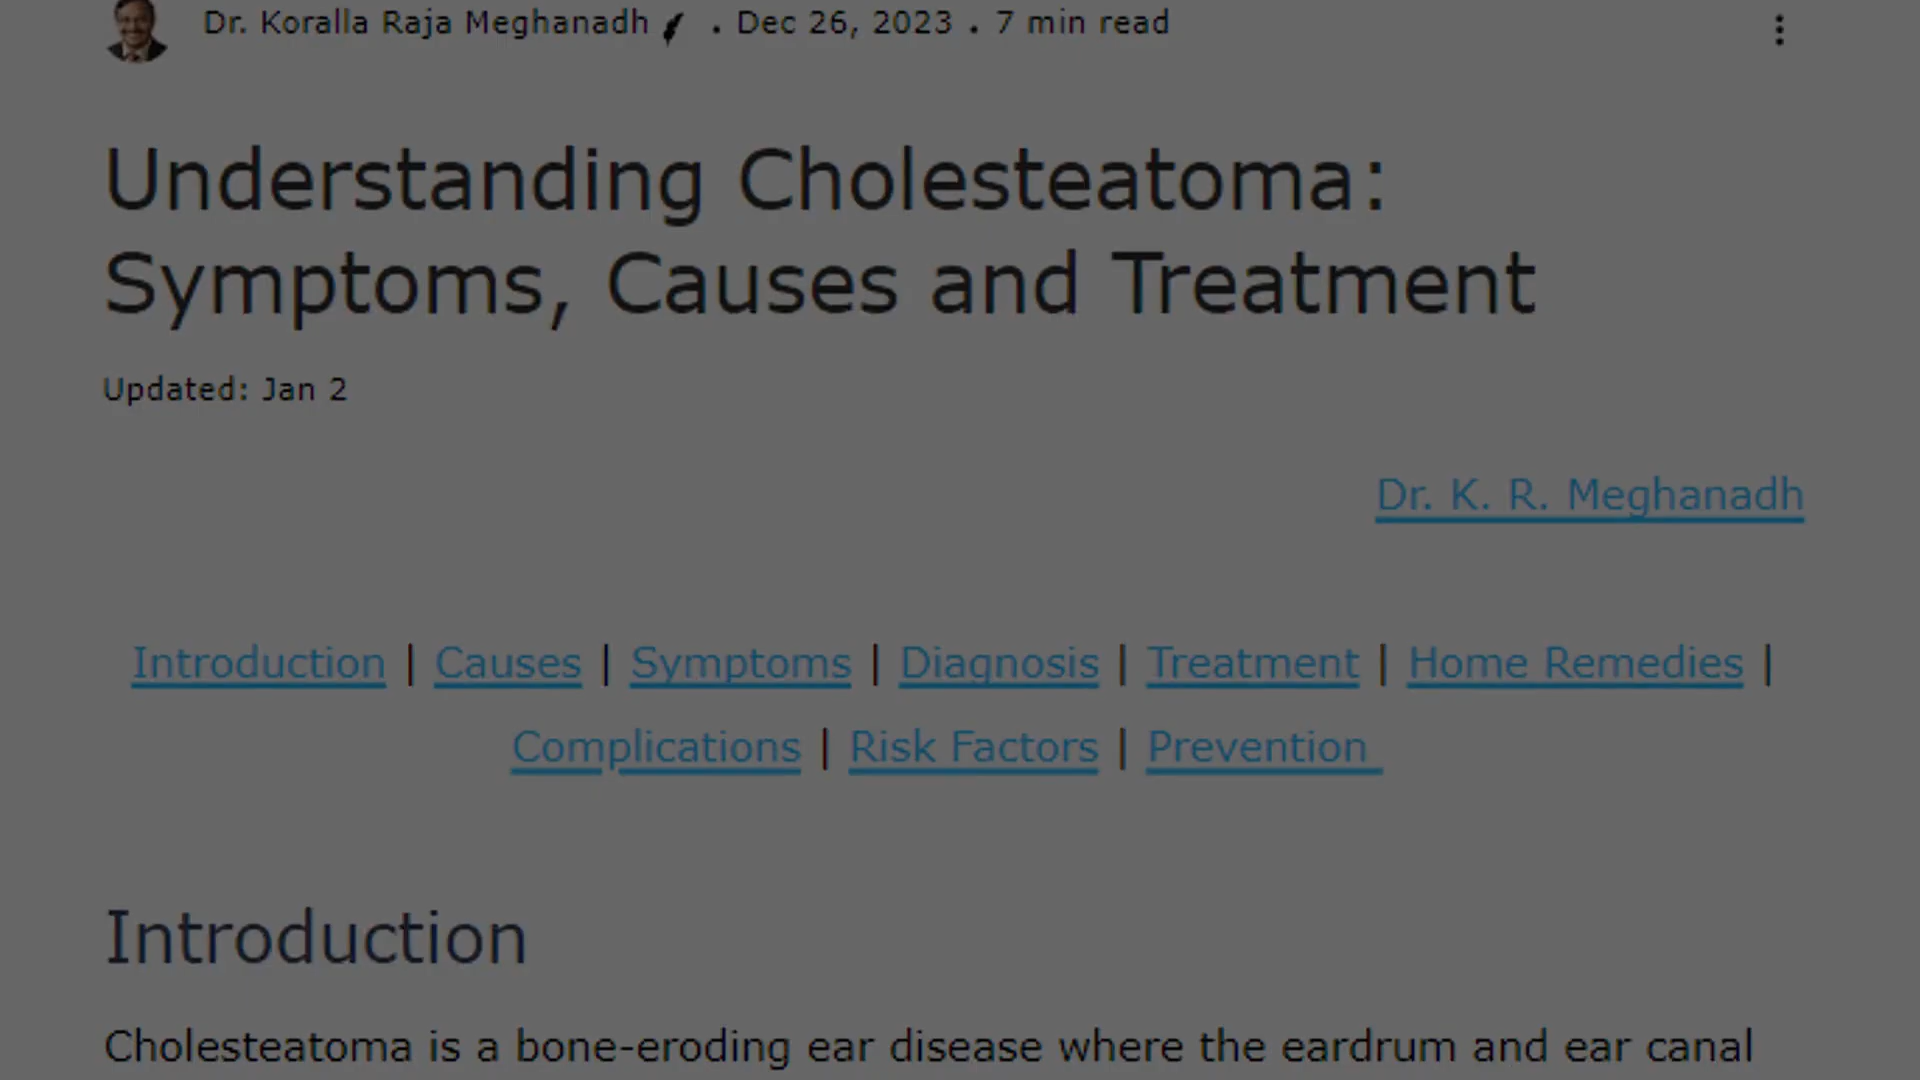 Dr. Koralla Raja Meghanadh . Dec 26, 2023 . 7 min read
Understanding Cholesteatoma:
Symptoms, Causes and Treatment
Updated: Jan 2
Dr. K. R. Meghanadh
Introduction | Causes | Symptoms | Diagnosis | Treatment | Home Remedies |
Complications | Risk Factors | Prevention
Introduction
Cholesteatoma is a bone-eroding ear disease where the eardrum and ear canal